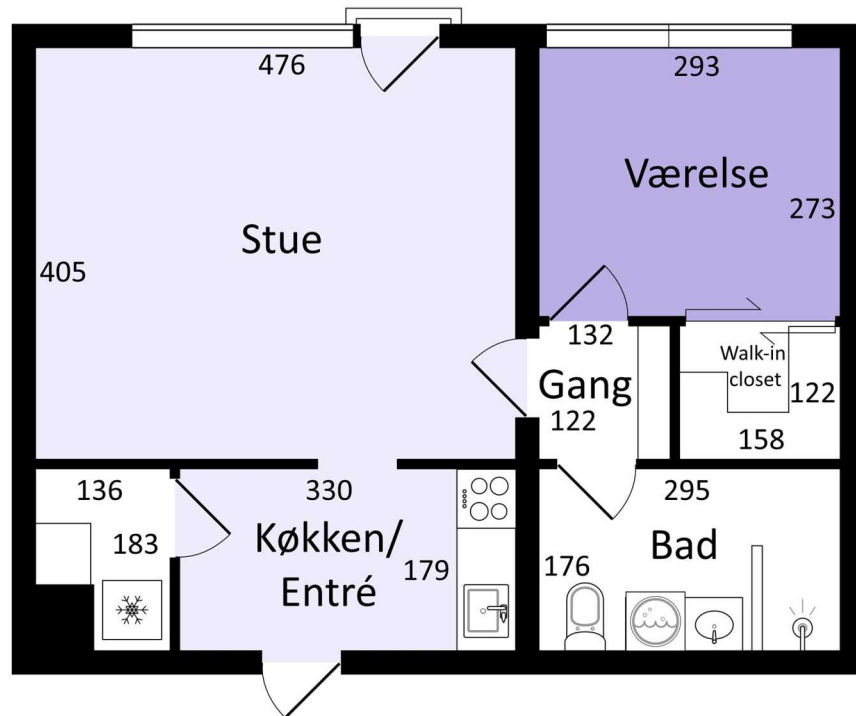 476
293
Værelse
273
Stue
405
132
Walk-in
closet
Gang
122
122
158
136
330
295
183
Køkken/
Entré
179
176
Bad